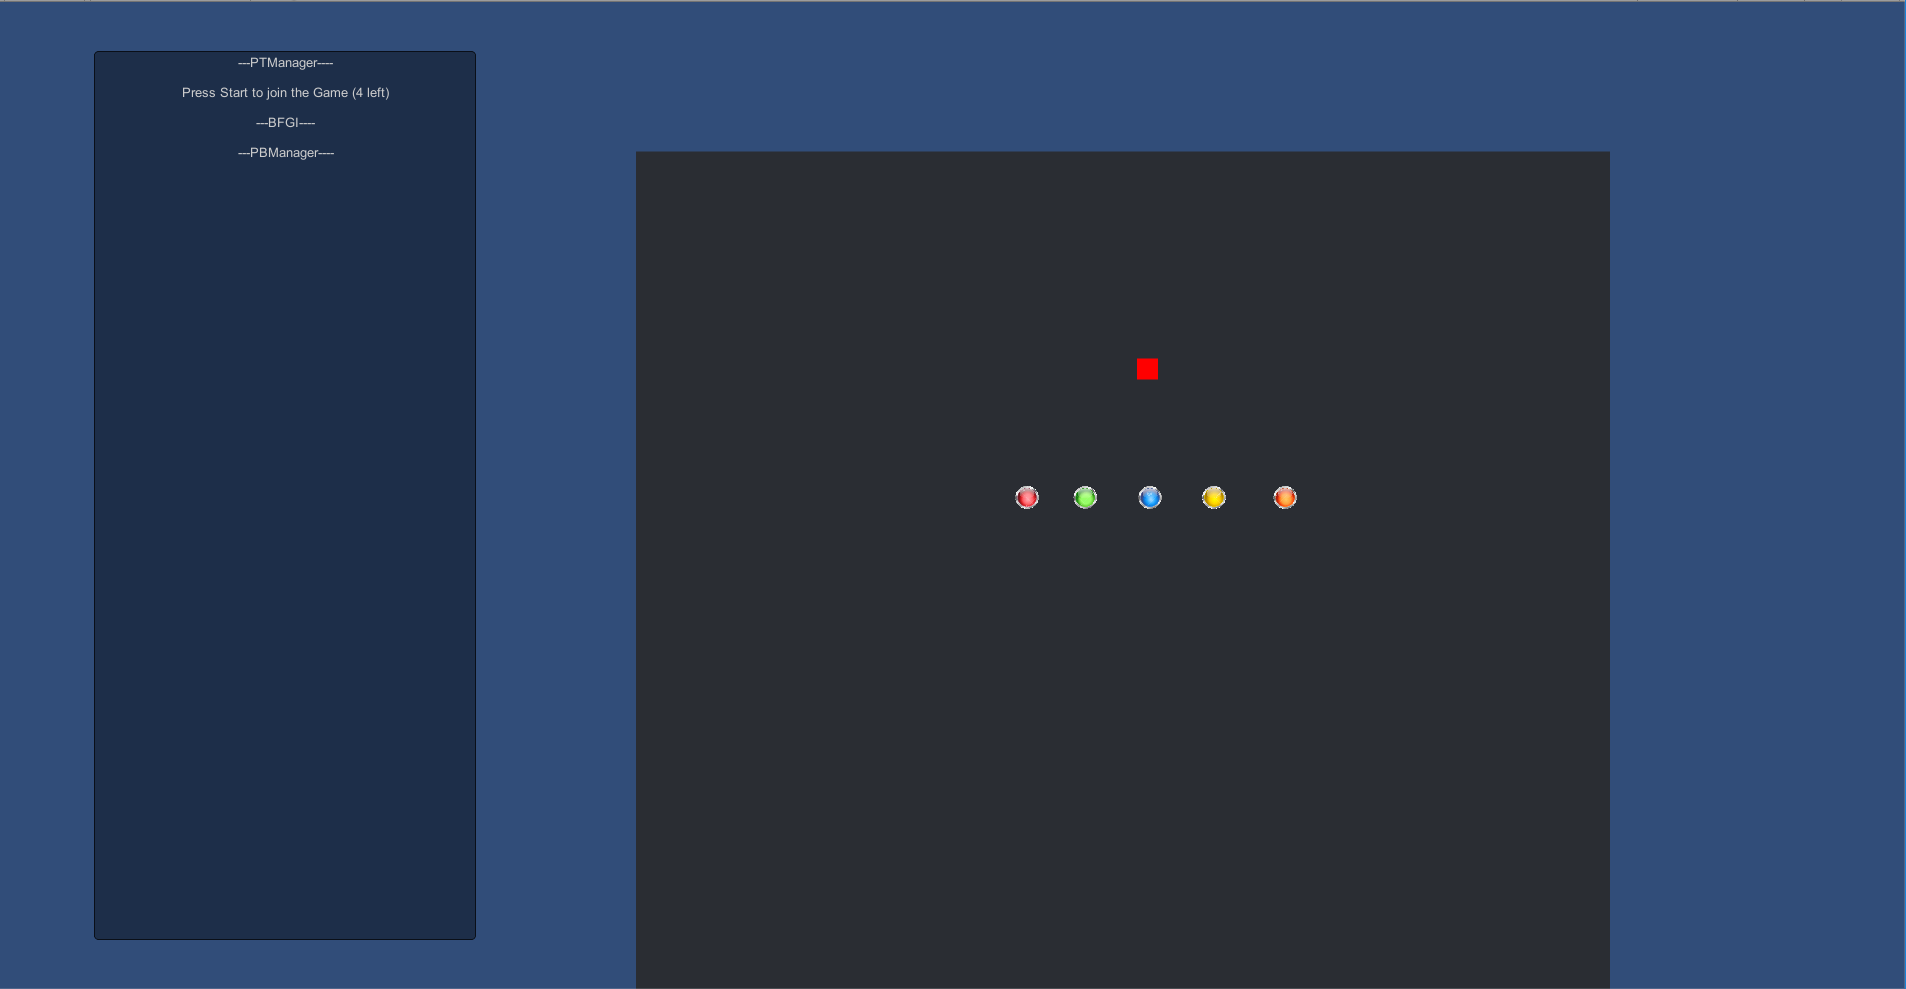 ---PTManager----
Press Start to join the Game (4 left)
---BFGI----
---PBManager----